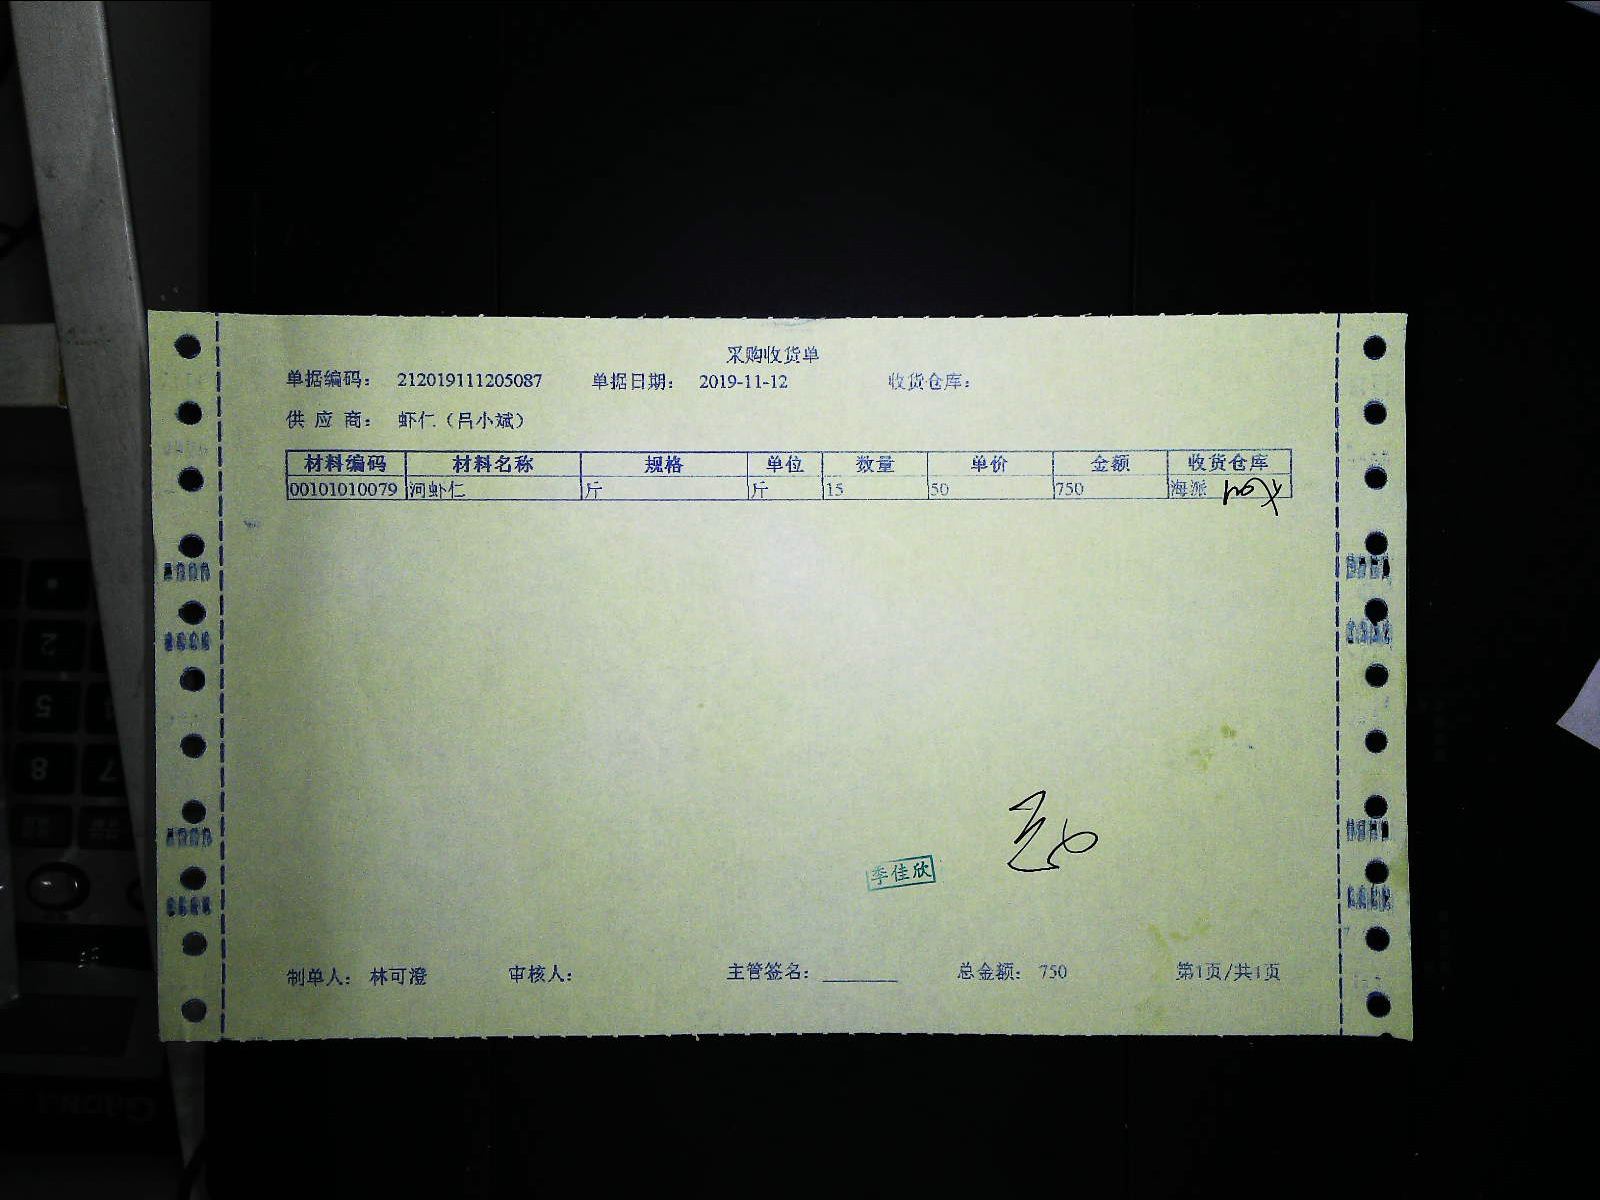 采购收货单
单据编码： 212019111205087 单据日期： 2019-11-12 收货仓库：
供 应 商： 虾仁（吕小斌）
材料编码 材料名称 规格 单位 数量 单价 金额 收货仓库
00101010079 河虾仁 斤 斤 15 50 750 海派
季佳欣
制单人： 林可澄 审核人： 主管签名： ________ 总金额： 750 第1页/共1页